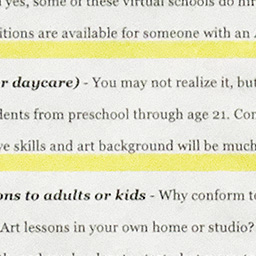 yes, some of these virtual schools do hir
itions are available for someone with an
r daycare) - You may not realize it, but
dents from preschool through age 21. Con
ve skills and art background will be much
ons to adults or kids - Why conform to
Art lessons in your own home or studio?